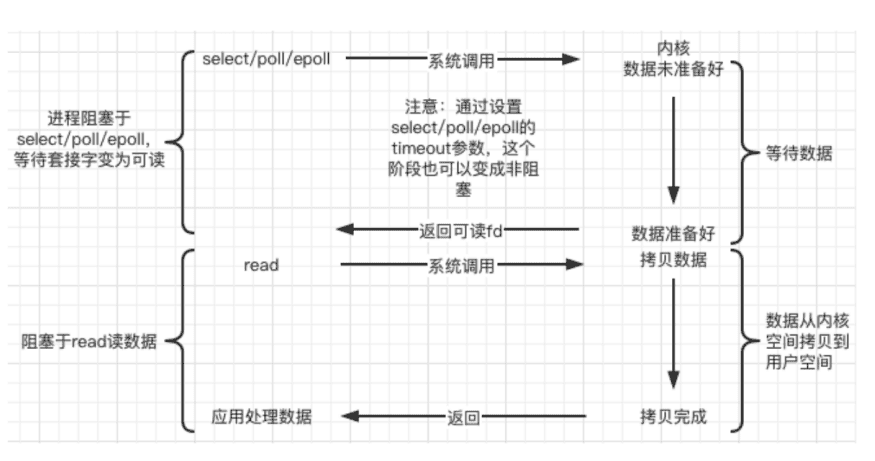 select/poll/epoll
系统调用
内核
数据未准备好
进程阻塞于
select/poll/epoll，
等待套接字变为可读
注意：通过设置
select/poll/epoll的
timeout参数，这个
阶段也可以变成非阻
塞
等待数据
返回可读fd
数据准备好
read
系统调用
拷贝数据
阻塞于read读数据
数据从内核
空间拷贝到
用户空间
应用处理数据
返回
拷贝完成